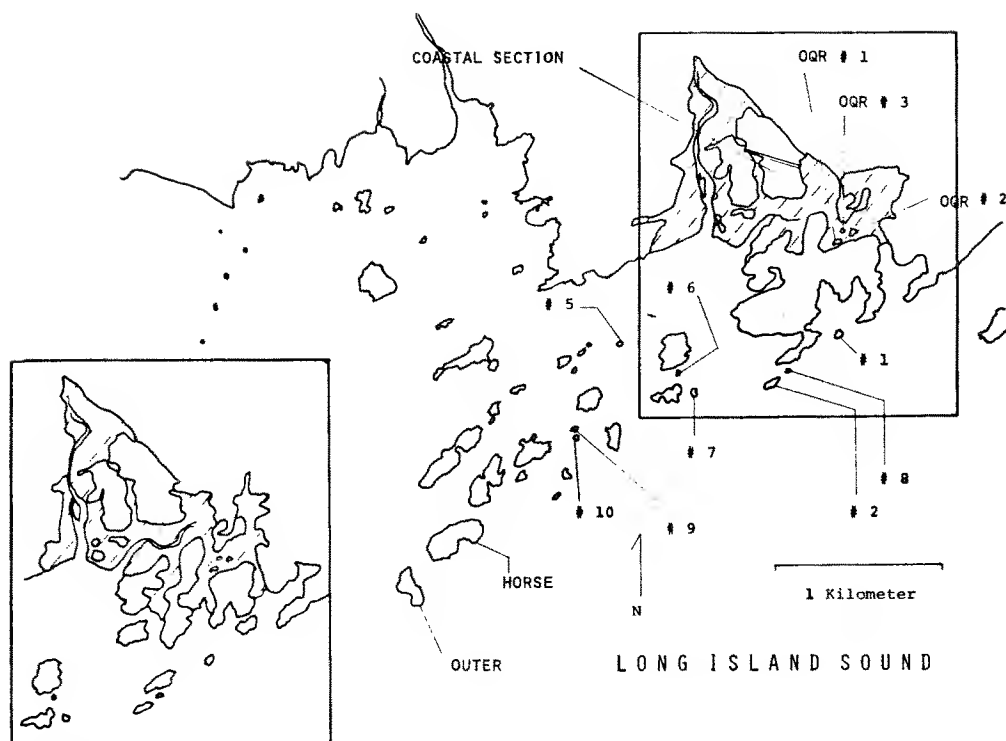 COASTAL SECTION
OQR # 1
OQR # 3
OQR # 2
# 6
# 5
# 1
# 7
# 8
# 10
# 2
# 9
HORSE
1 Kilometer
N
OUTER
LONG ISLAND SOUND